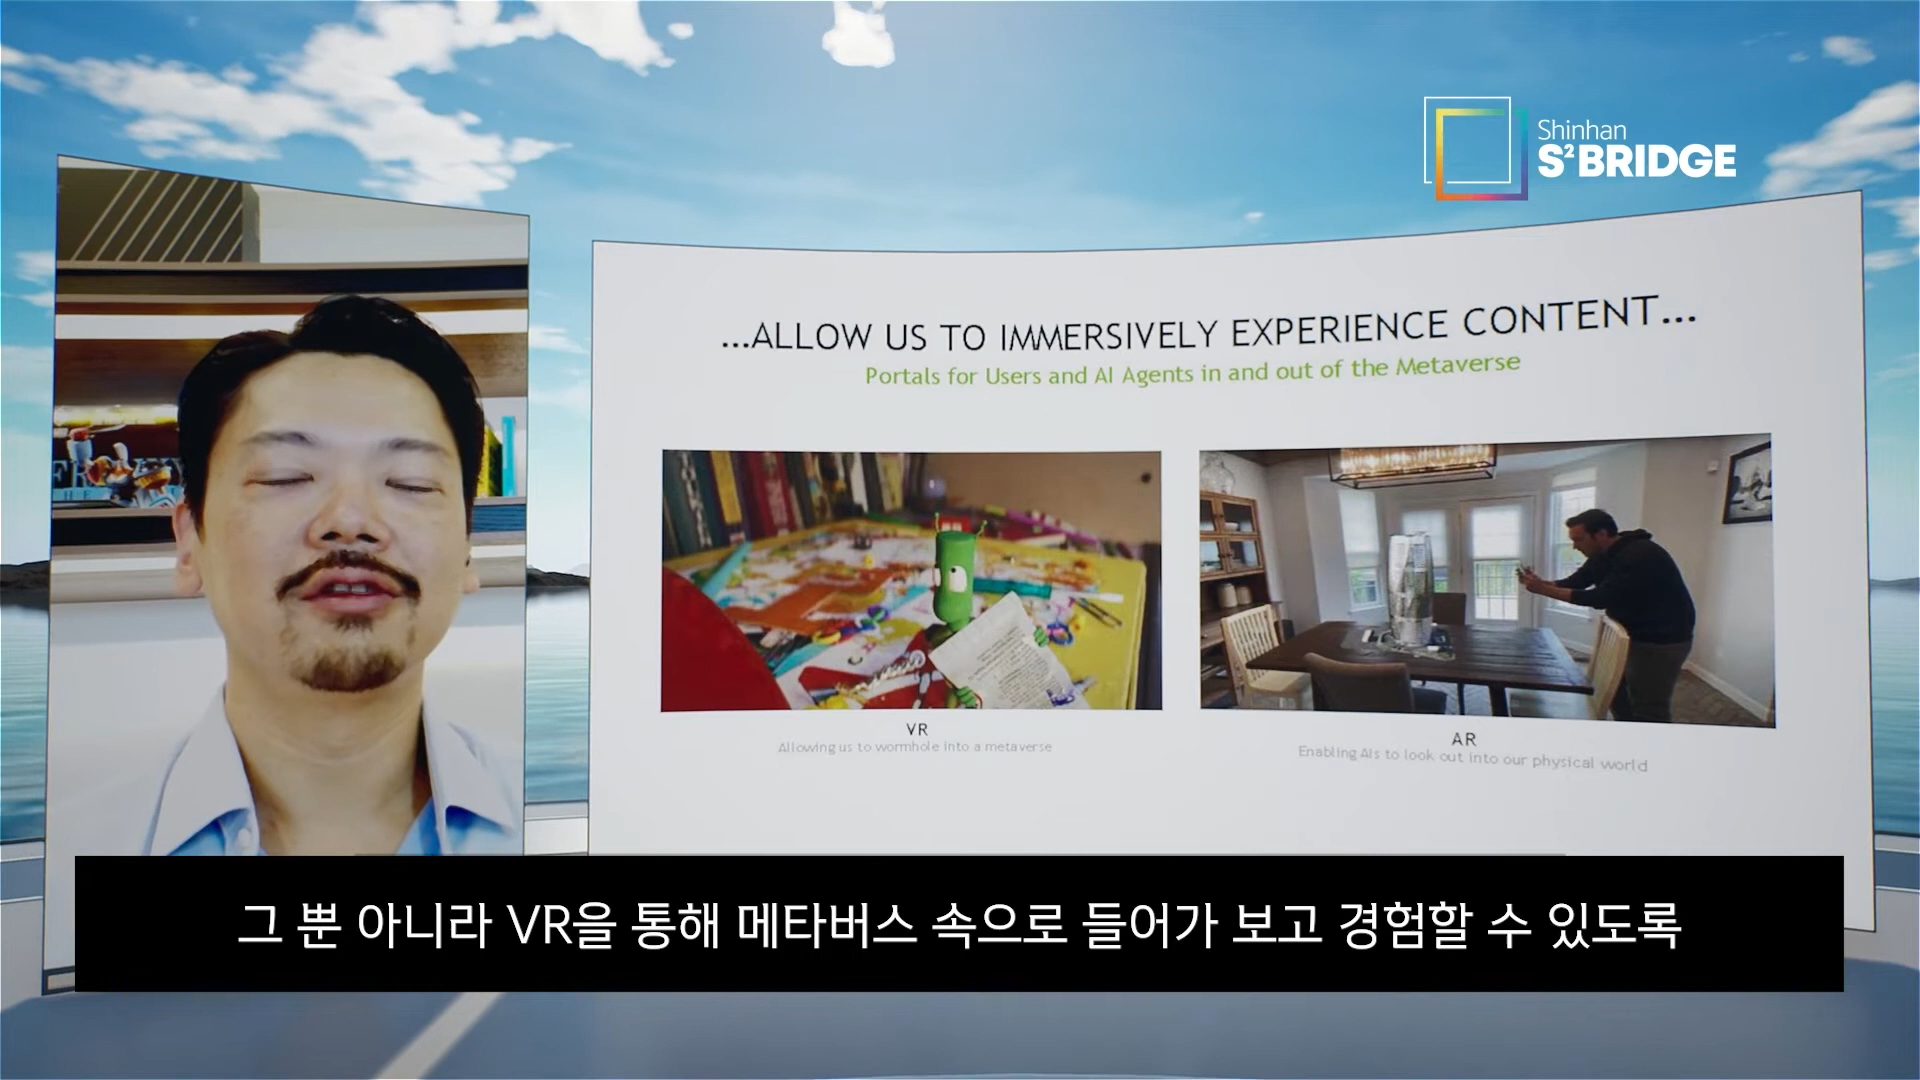 Shinhan
S²BRIDGE
...ALLOW US TO IMMERSIVELY EXPERIENCE CONTENT...
Portals for Users and AI Agents in and out of the Metaverse
VR
Allowing us to wormhole into a metaverse
AR
Enabling AIs to look out into our physical world
그 뿐 아니라 VR을 통해 메타버스 속으로 들어가 보고 경험할 수 있도록